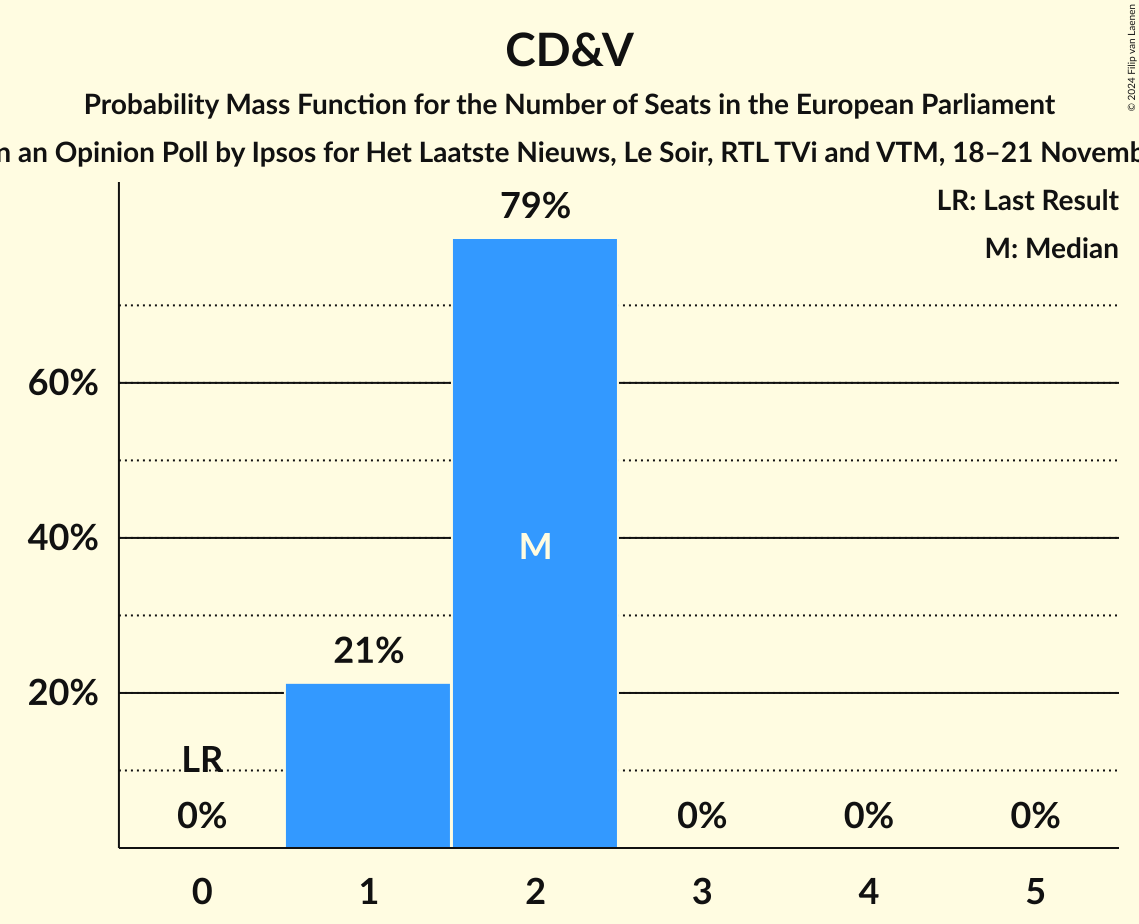 CD&V
Probability Mass Function for the Number of Seats in the European Parliament
an Opinion Poll by Ipsos for Het Laatste Nieuws, Le Soir, RTL TVi and VTM, 18–21
© 2024 Filip van Laenen
LR: Last Result
M: Median
79%
60%
40%
M
21%
20%
LR
0%
0%
0%
0%
0
1
2
3
4
5